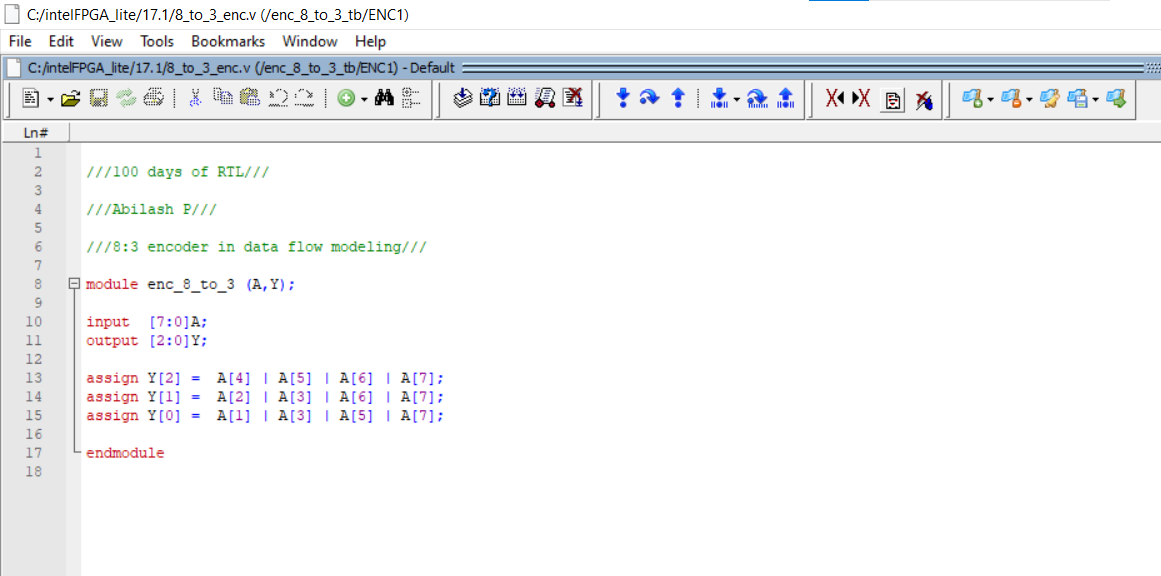 C:/intelFPGA_lite/17.1/8_to_3_enc.v (/enc_8_to_3_tb/ENC1)
File Edit View Tools Bookmarks Window Help
C:/intelFPGA_lite/17.1/8_to_3_enc.v (/enc_8_to_3_tb/ENC1) - Default
Ln#
1
2 ///100 days of RTL///
3
4 ///Abilash P///
5
6 ///8:3 encoder in data flow modeling///
7
8 module enc_8_to_3 (A,Y);
9
10 input  [7:0]A;
11 output [2:0]Y;
12
13 assign Y[2] =  A[4] | A[5] | A[6] | A[7];
14 assign Y[1] =  A[2] | A[3] | A[6] | A[7];
15 assign Y[0] =  A[1] | A[3] | A[5] | A[7];
16
17 endmodule
18